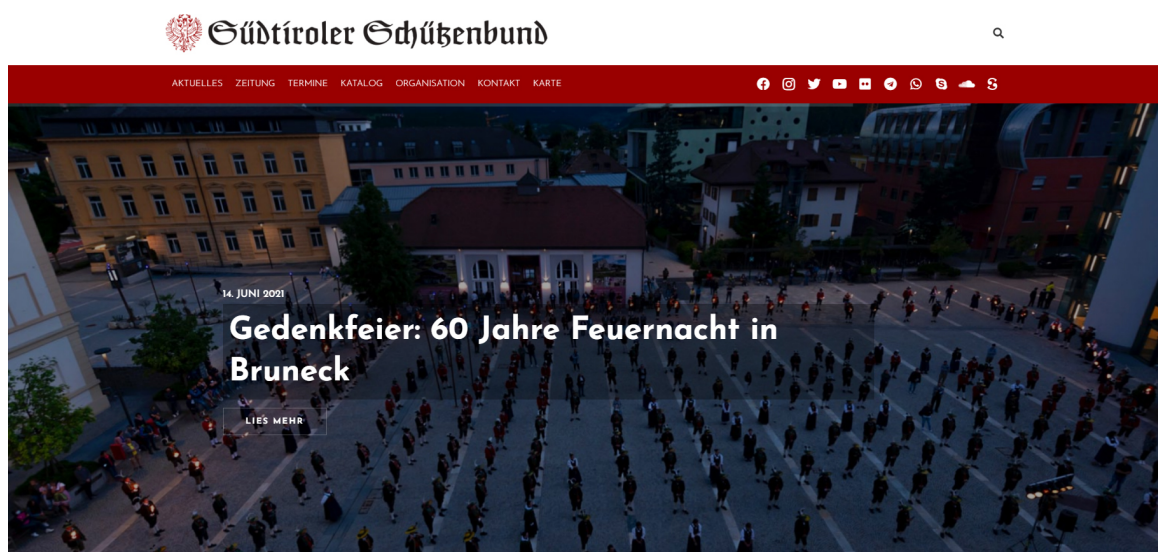 Südtiroler Schützenbund
AKTUELLES ZEITUNG TERMINE KATALOG ORGANISATION KONTAKT KARTE
14. JUNI 2021
Gedenkfeier: 60 Jahre Feuernacht in
Bruneck
LIES MEHR